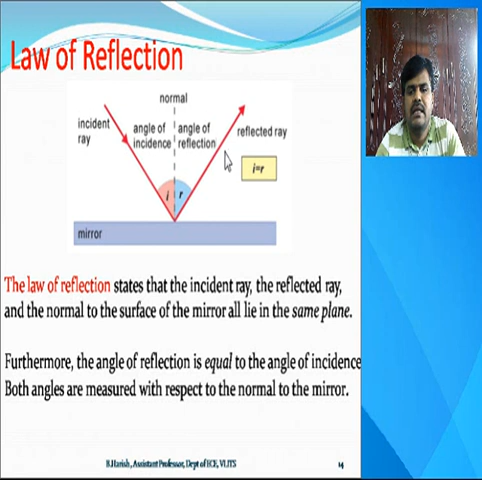 Law of Reflection
normal
incident
ray
angle of
incidence
angle of
reflection
reflected ray
i=r
i
r
mirror
The law of reflection states that the incident ray, the reflected ray,
and the normal to the surface of the mirror all lie in the same plane.
Furthermore, the angle of reflection is equal to the angle of incidence
Both angles are measured with respect to the normal to the mirror.
B.Harish, Assistant Professor, Dept of ECE, VLITS
14